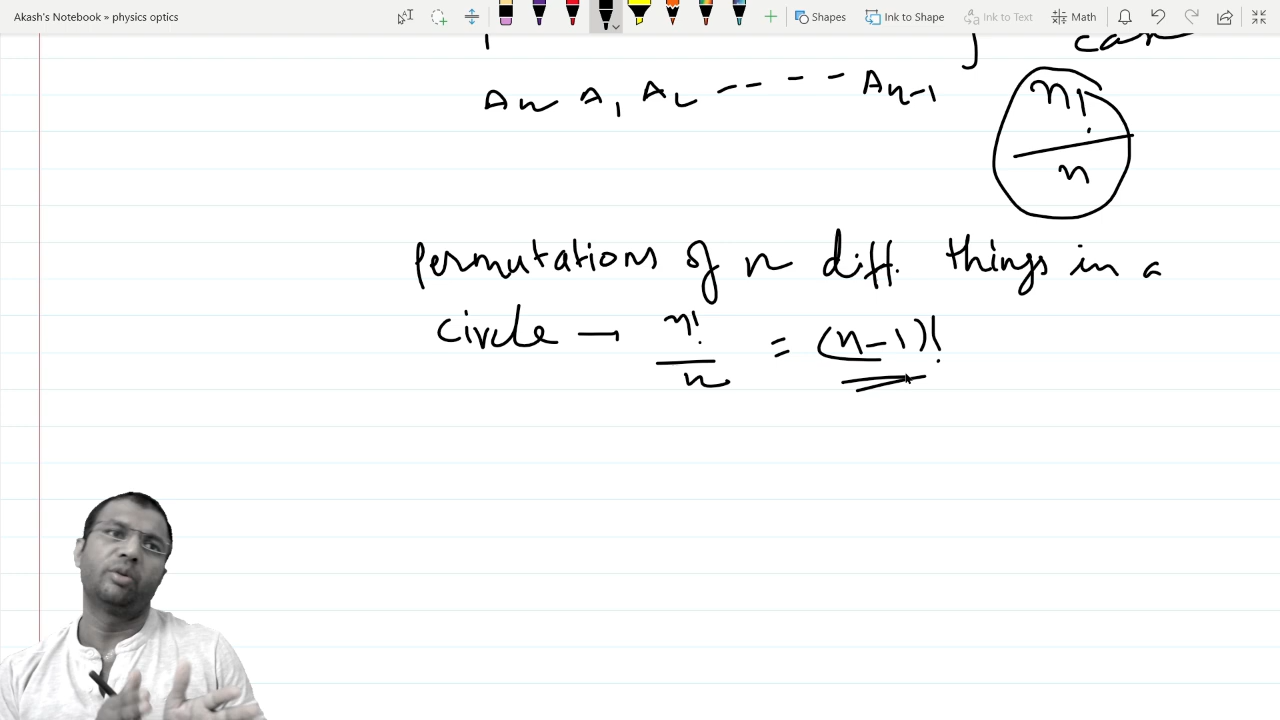 Akash's Notebook » physics optics
Shapes
Ink to Shape
Ink to Text
Math
can
An A1 A2 ------ An-1
n!
n
permutations of n diff. things in a
circle → n!/n = (n-1)!